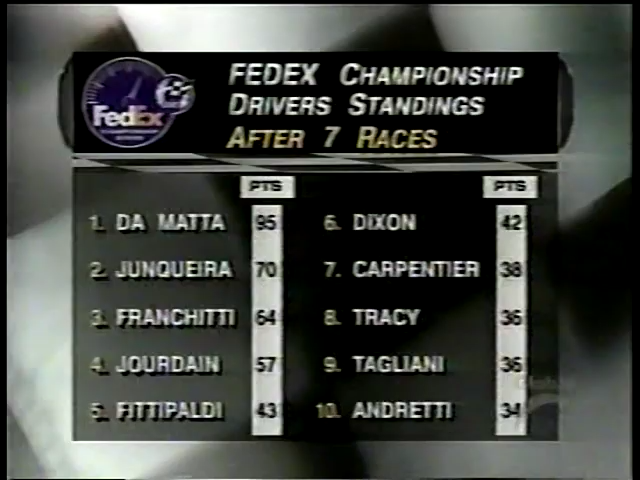 FedEx
CHAMPIONSHIP
FEDEX CHAMPIONSHIP
DRIVERS STANDINGS
AFTER 7 RACES
PTS PTS
1. DA MATTA 95 6. DIXON 42
2. JUNQUEIRA 70 7. CARPENTIER 38
3. FRANCHITTI 64 8. TRACY 36
4. JOURDAIN 57 9. TAGLIANI 36
5. FITTIPALDI 43 10. ANDRETTI 34